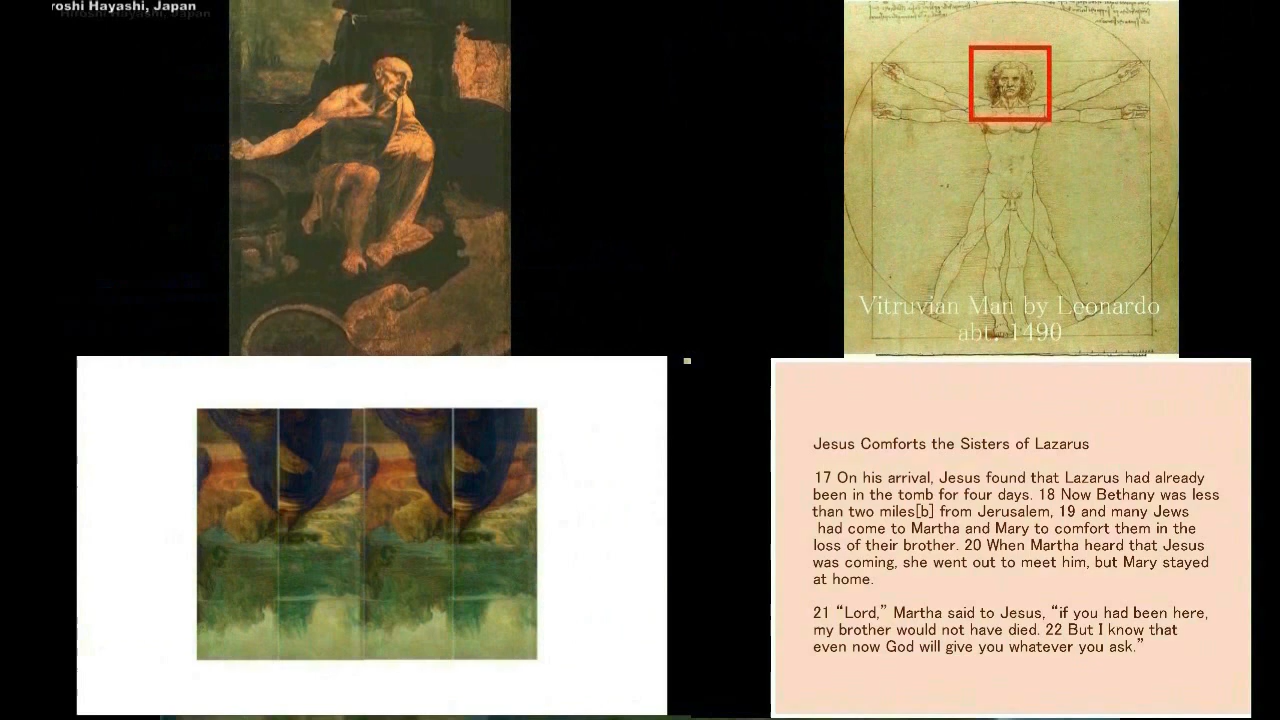 roshi Hayashi, Japan
Hiroshi Hayashi, Japan
Vitruvian Man by Leonardo
abt. 1490
Jesus Comforts the Sisters of Lazarus
17 On his arrival, Jesus found that Lazarus had already
been in the tomb for four days. 18 Now Bethany was less
than two miles[b] from Jerusalem, 19 and many Jews
had come to Martha and Mary to comfort them in the
loss of their brother. 20 When Martha heard that Jesus
was coming, she went out to meet him, but Mary stayed
at home.
21 “Lord,” Martha said to Jesus, “if you had been here,
my brother would not have died. 22 But I know that
even now God will give you whatever you ask.”